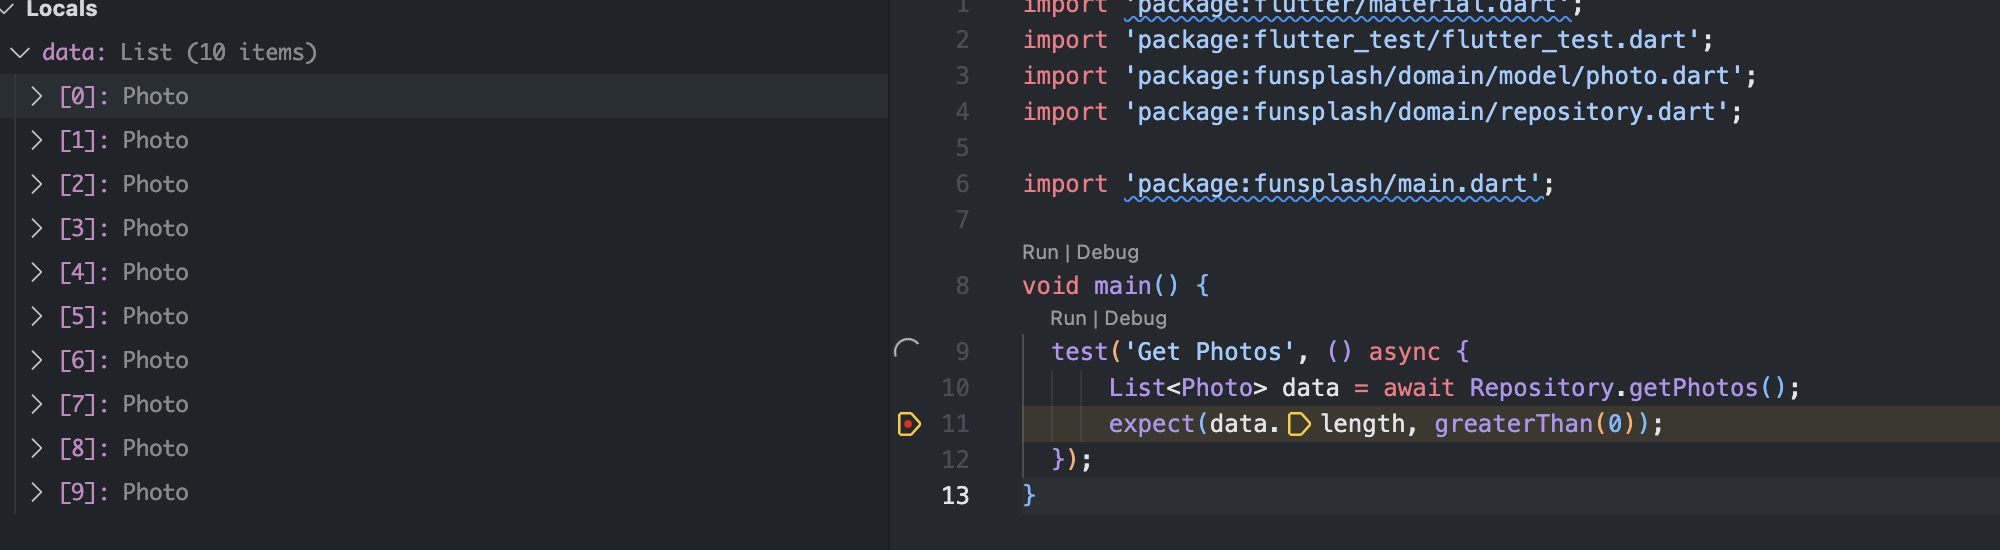 Locals
data: List (10 items)
[0]: Photo
[1]: Photo
[2]: Photo
[3]: Photo
[4]: Photo
[5]: Photo
[6]: Photo
[7]: Photo
[8]: Photo
[9]: Photo
1 import 'package:flutter/material.dart';
2 import 'package:flutter_test/flutter_test.dart';
3 import 'package:funsplash/domain/model/photo.dart';
4 import 'package:funsplash/domain/repository.dart';
5
6 import 'package:funsplash/main.dart';
7
Run | Debug
8 void main() {
Run | Debug
9 test('Get Photos', () async {
10 List<Photo> data = await Repository.getPhotos();
11 expect(data.length, greaterThan(0));
12 });
13 }